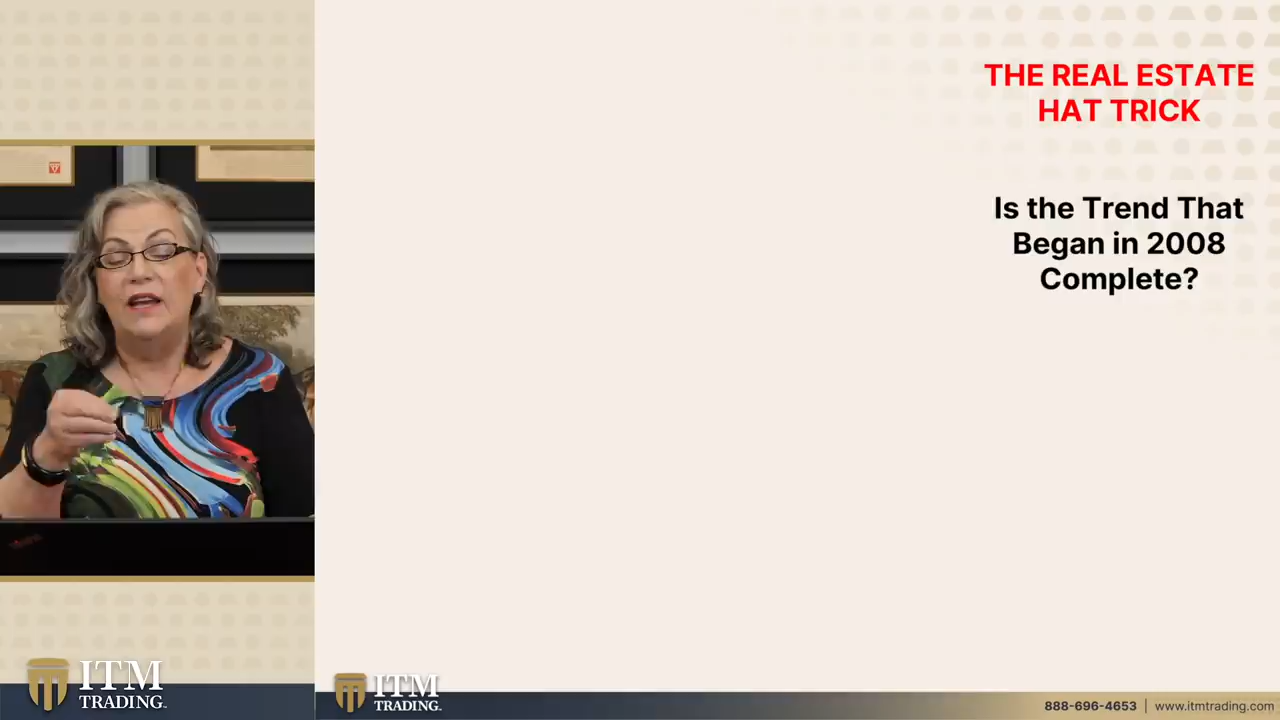 THE REAL ESTATE
HAT TRICK
Is the Trend That
Began in 2008
Complete?
ITM
TRADING
ITM
TRADING
888-696-4653 | www.itmtrading.com